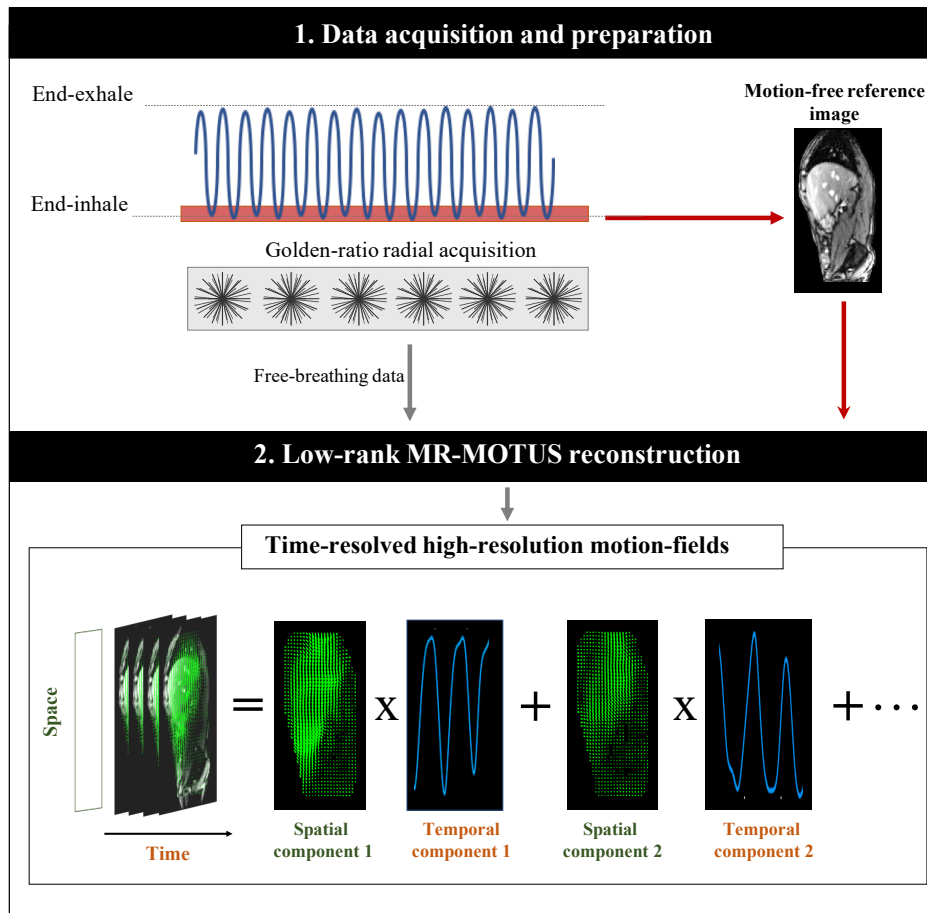 1. Data acquisition and preparation
End-exhale
End-inhale
Motion-free reference
image
Golden-ratio radial acquisition
Free-breathing data
2. Low-rank MR-MOTUS reconstruction
Time-resolved high-resolution motion-fields
Space
Time
=
x
+
x
+ ···
Spatial
component 1
Temporal
component 1
Spatial
component 2
Temporal
component 2